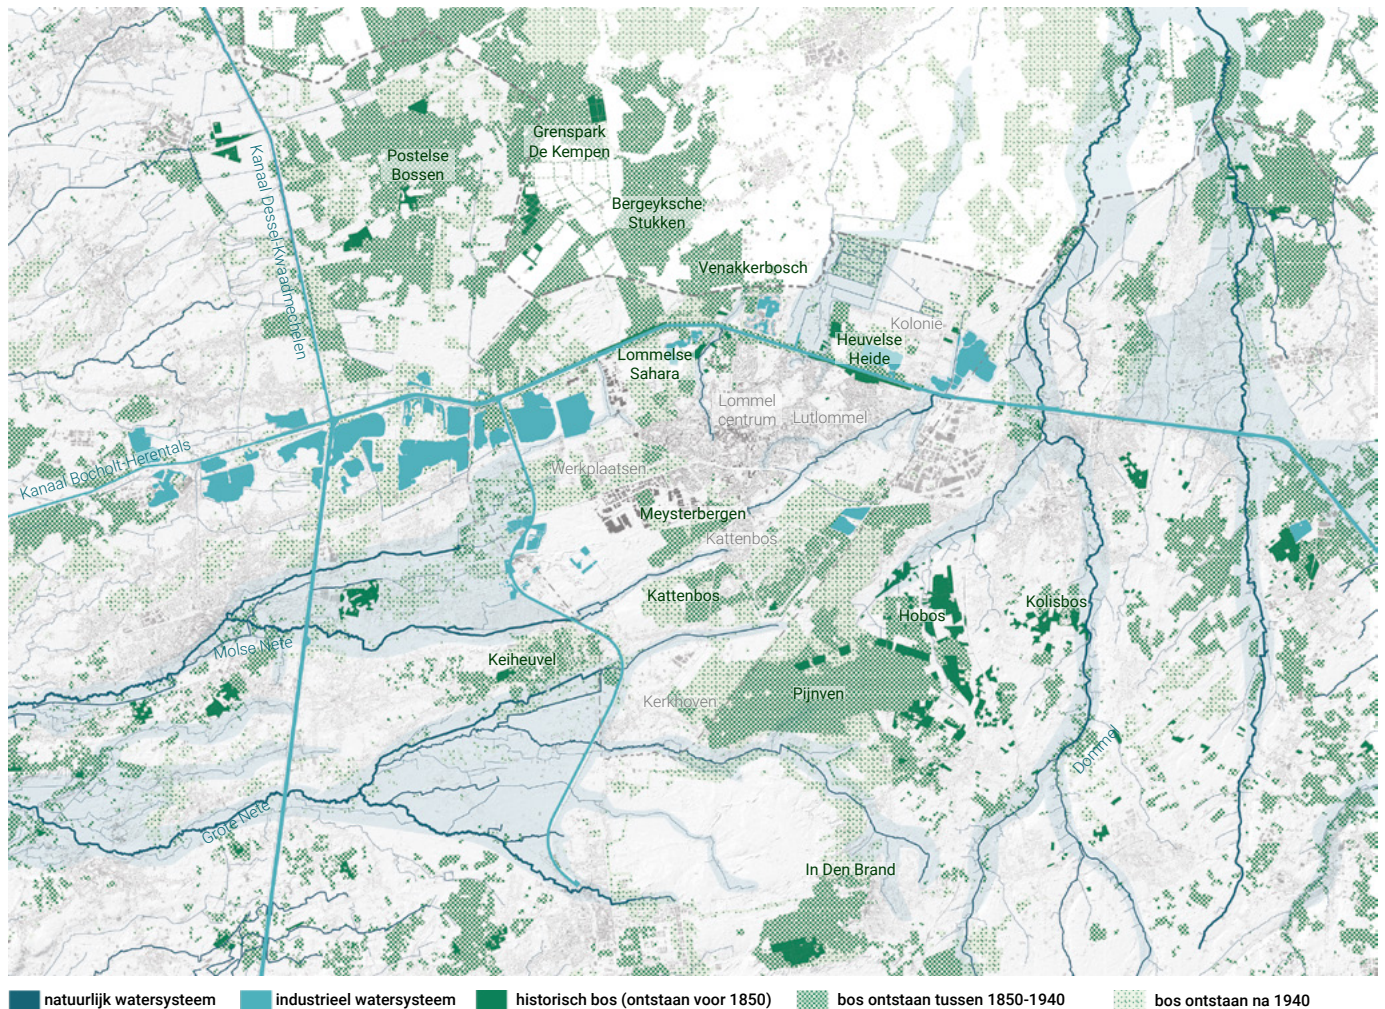 Grenspark
De Kempen
Postelse
Bossen
Kanaal Dessel-Kwaadmechelen
Bergeyksche
Stukken
Venakkerbosch
Kolonie
Heuvelse
Heide
Lommelse
Sahara
Lommel
centrum
Lutlommel
Kanaal Bocholt-Herentals
Werkplaatsen
Meysterbergen
Kattenbos
Kattenbos
Hobos
Kolisbos
Molse Nete
Keiheuvel
Kerkhoven
Pijnven
Dommel
Grote Nete
In Den Brand
natuurlijk watersysteem
industrieel watersysteem
historisch bos (ontstaan voor 1850)
bos ontstaan tussen 1850-1940
bos ontstaan na 1940